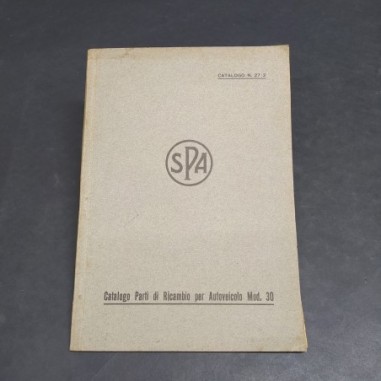 CATALOGO N. 27.2
SPA
Catalogo Parti di Ricambio per Autoveicolo Mod. 30